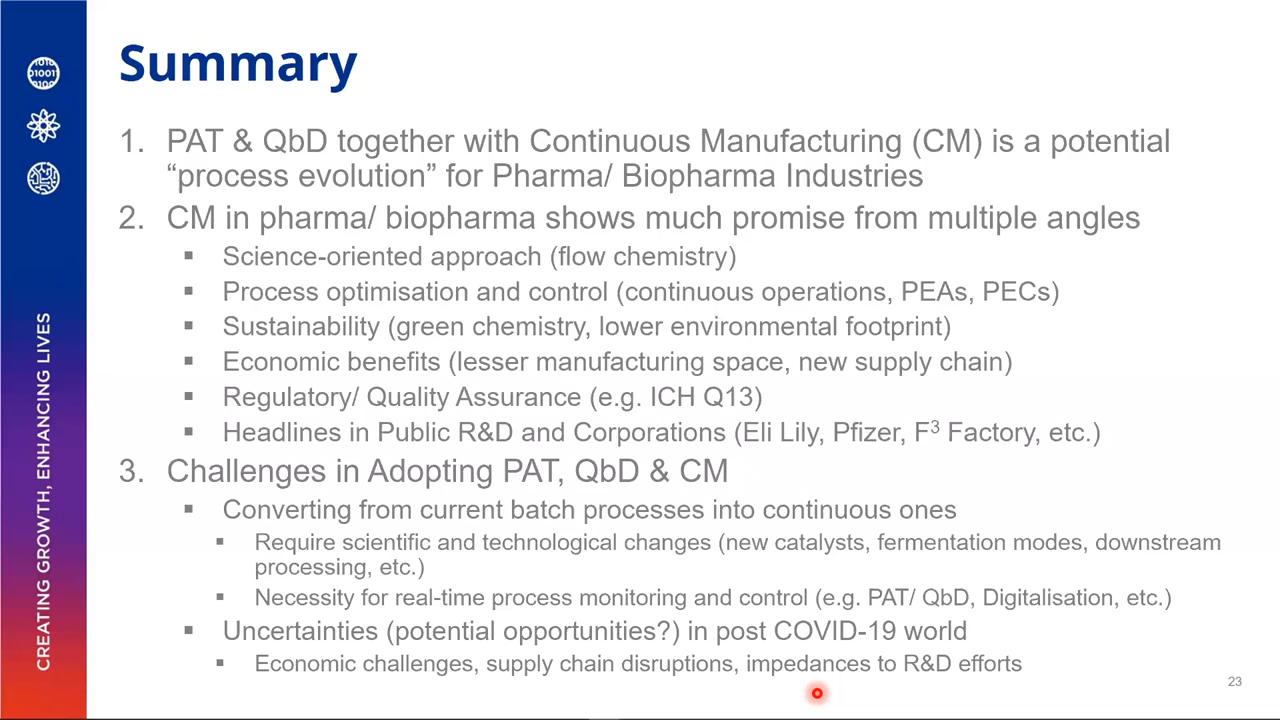 Summary
1. PAT & QbD together with Continuous Manufacturing (CM) is a potential
“process evolution” for Pharma/ Biopharma Industries
2. CM in pharma/ biopharma shows much promise from multiple angles
▪ Science-oriented approach (flow chemistry)
▪ Process optimisation and control (continuous operations, PEAs, PECs)
▪ Sustainability (green chemistry, lower environmental footprint)
▪ Economic benefits (lesser manufacturing space, new supply chain)
▪ Regulatory/ Quality Assurance (e.g. ICH Q13)
▪ Headlines in Public R&D and Corporations (Eli Lily, Pfizer, F³ Factory, etc.)
3. Challenges in Adopting PAT, QbD & CM
▪ Converting from current batch processes into continuous ones
▪ Require scientific and technological changes (new catalysts, fermentation modes, downstream
processing, etc.)
▪ Necessity for real-time process monitoring and control (e.g. PAT/ QbD, Digitalisation, etc.)
▪ Uncertainties (potential opportunities?) in post COVID-19 world
▪ Economic challenges, supply chain disruptions, impedances to R&D efforts
23
CREATING GROWTH, ENHANCING LIVES